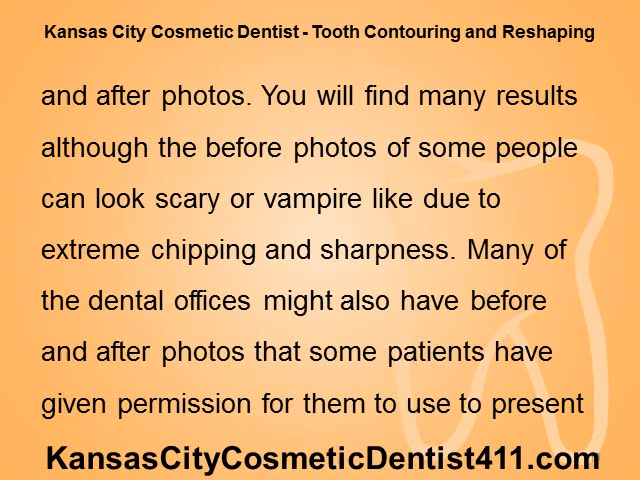 Kansas City Cosmetic Dentist - Tooth Contouring and Reshaping
and after photos. You will find many results
although the before photos of some people
can look scary or vampire like due to
extreme chipping and sharpness. Many of
the dental offices might also have before
and after photos that some patients have
given permission for them to use to present
KansasCityCosmeticDentist411.com